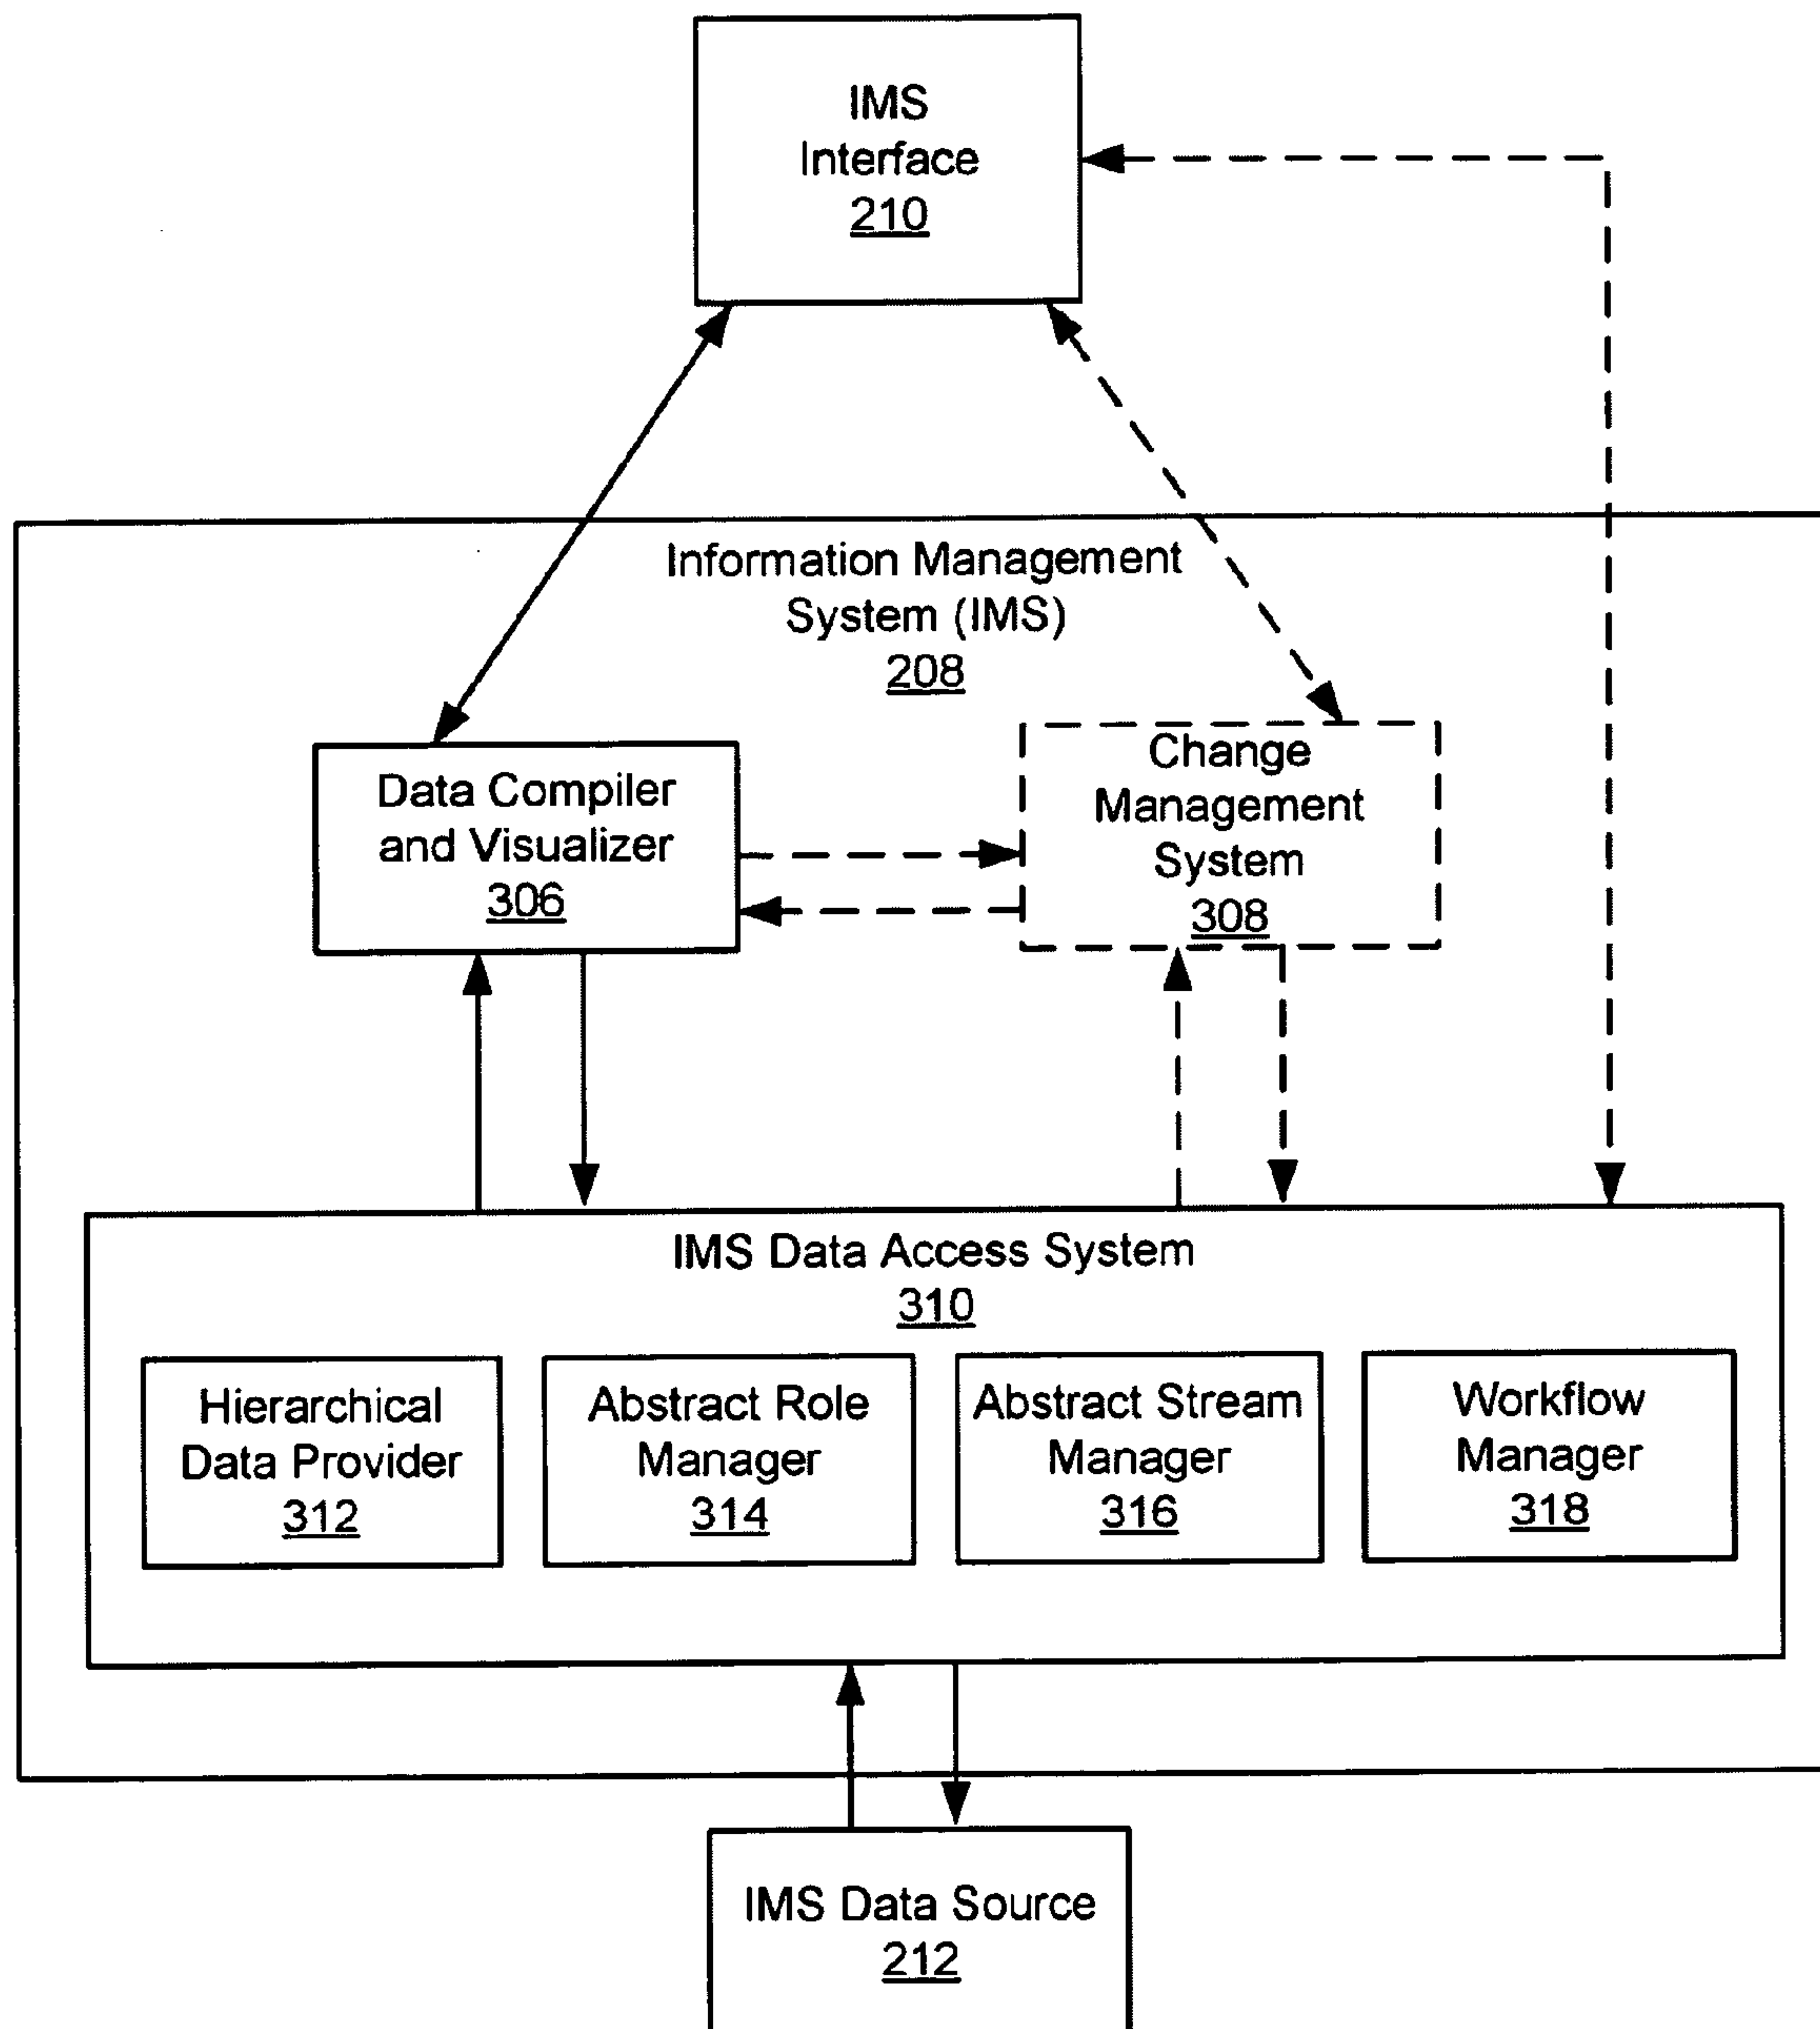 IMS
Interface
210
Information Management
System (IMS)
208
Data Compiler
and Visualizer
306
Change
Management
System
308
IMS Data Access System
310
Hierarchical
Data Provider
312
Abstract Role
Manager
314
Abstract Stream
Manager
316
Workflow
Manager
318
IMS Data Source
212